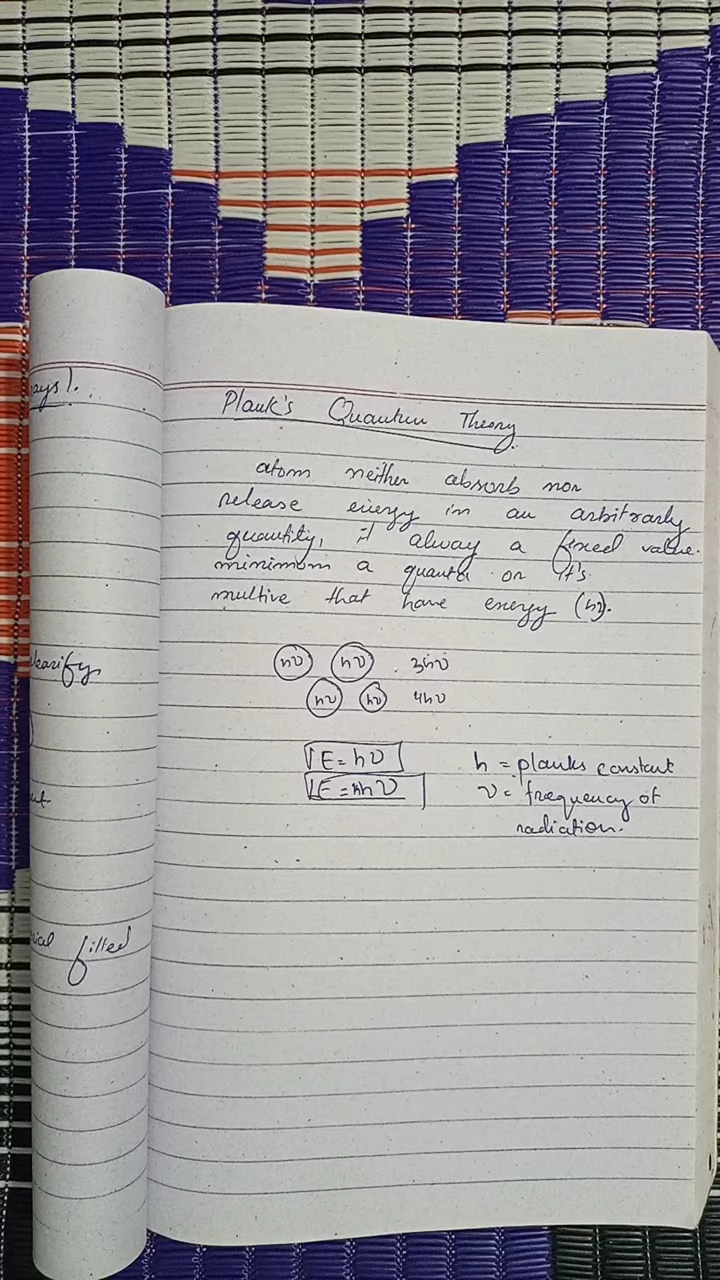 ays).
Plank's Quantum Theory.
atom neither absorb nor
release energy in an arbitrarly
quantity, it alway a fixed value.
minimum a quanta or it's
multive that have energy (hν).
hν hν . 3hν
hν hν 4hν
E = hν
E = nhν
h = planks constant
ν = frequency of
radiation.
filled